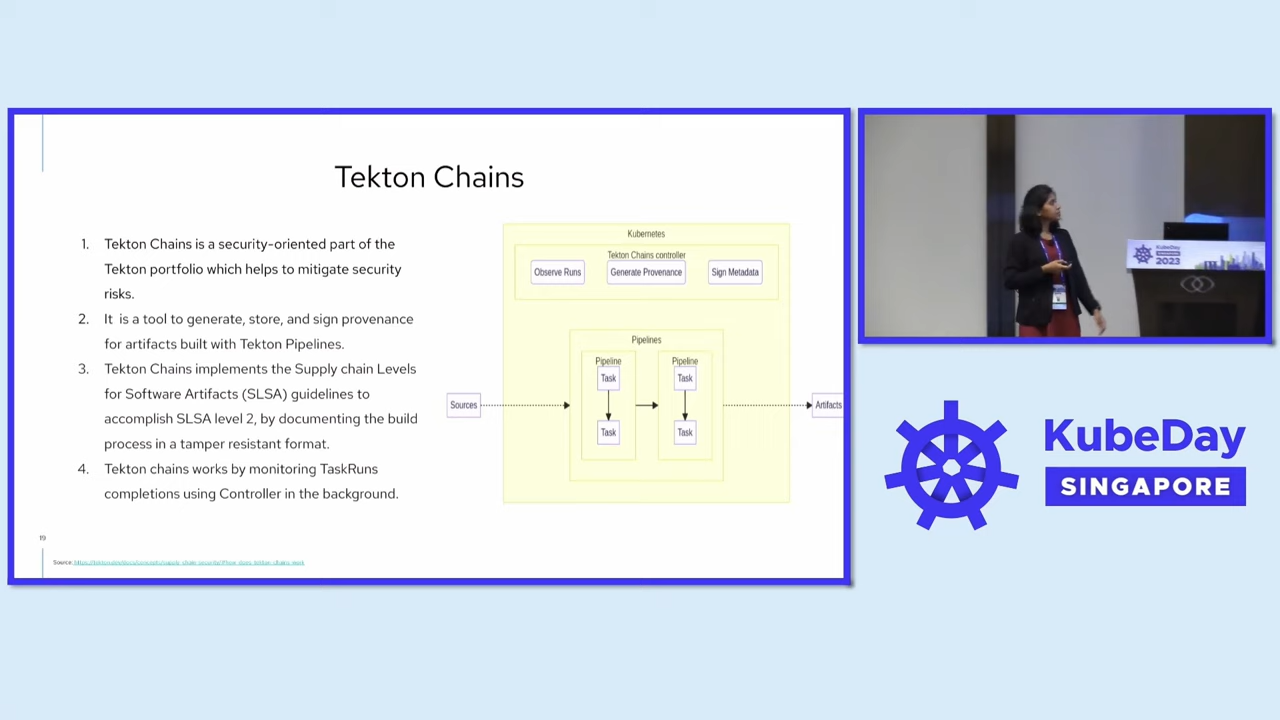 Tekton Chains
1. Tekton Chains is a security-oriented part of the
Tekton portfolio which helps to mitigate security
risks.
2. It is a tool to generate, store, and sign provenance
for artifacts built with Tekton Pipelines.
3. Tekton Chains implements the Supply chain Levels
for Software Artifacts (SLSA) guidelines to
accomplish SLSA level 2, by documenting the build
process in a tamper resistant format.
4. Tekton chains works by monitoring TaskRuns
completions using Controller in the background.
Kubernetes
Tekton Chains controller
Observe Runs
Generate Provenance
Sign Metadata
Pipelines
Pipeline
Pipeline
Task
Task
Sources
Artifacts
Task
Task
19
Source:
KubeDay
2023
KubeDay
SINGAPORE